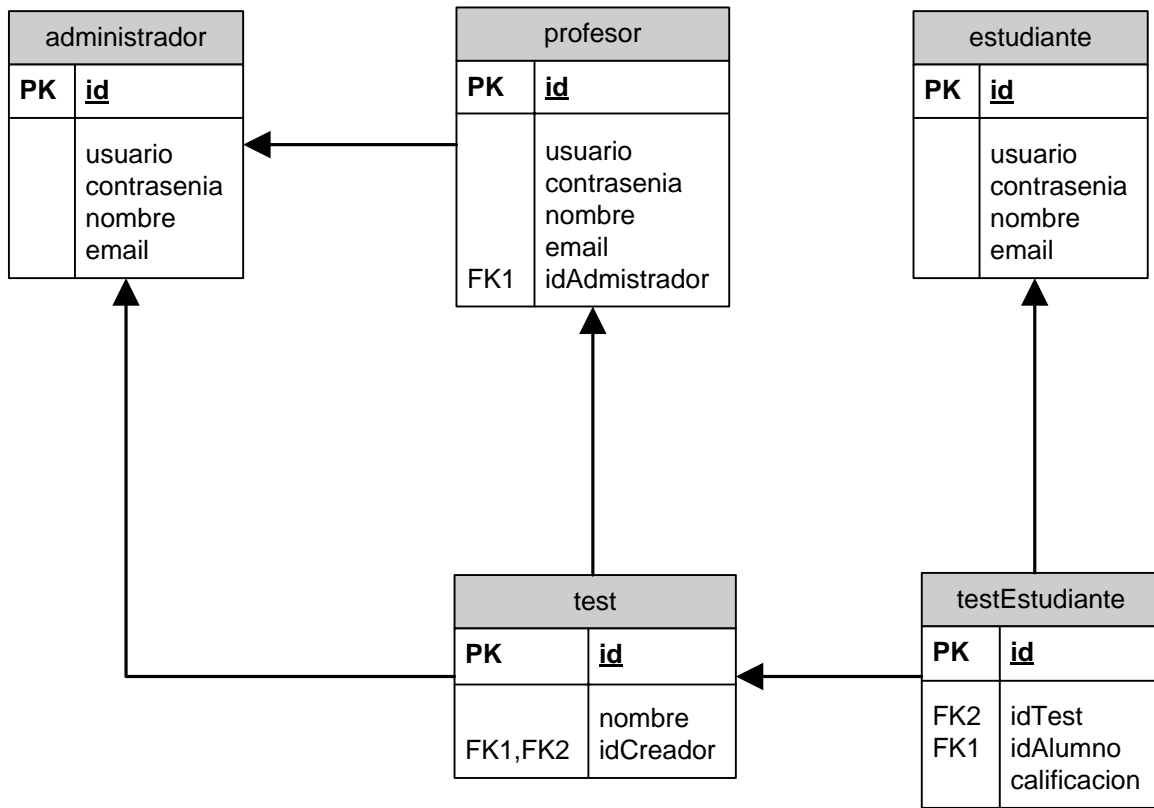 administrador
PK id
usuario
contrasenia
nombre
email
profesor
PK id
usuario
contrasenia
nombre
email
FK1 idAdmistrador
estudiante
PK id
usuario
contrasenia
nombre
email
test
PK id
nombre
FK1,FK2 idCreador
testEstudiante
PK id
FK2 idTest
FK1 idAlumno
calificacion